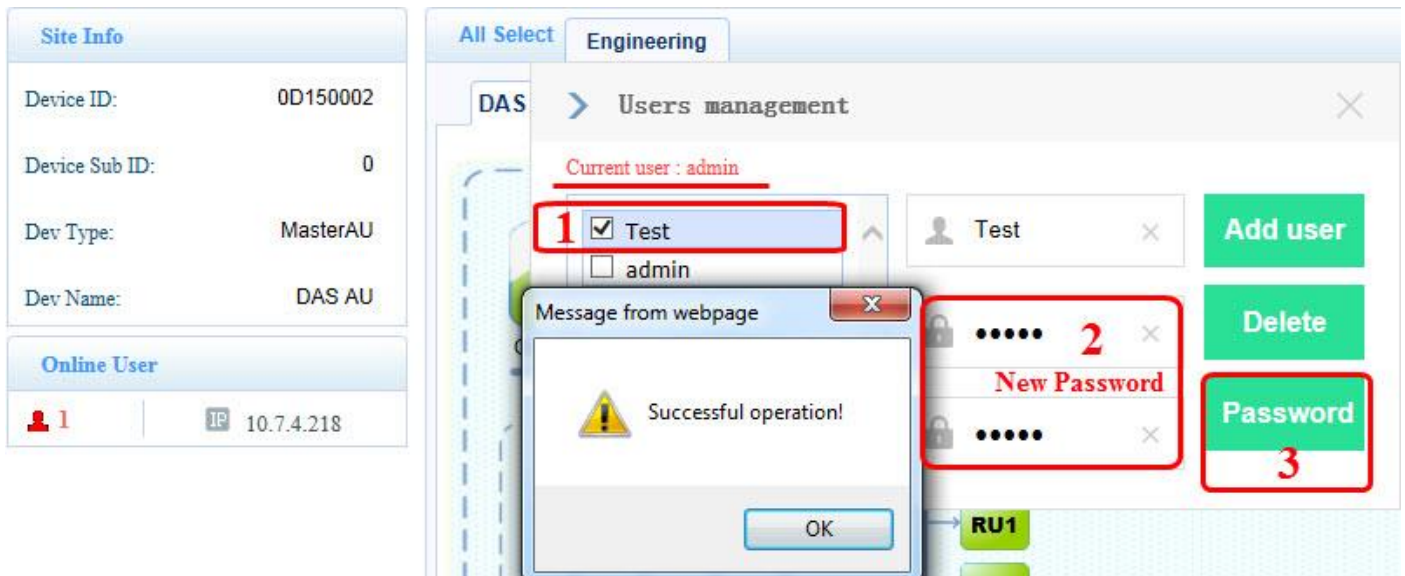 Site Info
Device ID: 0D150002
Device Sub ID: 0
Dev Type: MasterAU
Dev Name: DAS AU
Online User
1 IP 10.7.4.218
All Select Engineering
DAS
Users management
Current user : admin
1 Test
admin
Test
Add user
••••• 2
New Password
•••••
Delete
Password
3
Message from webpage
Successful operation!
OK
RU1